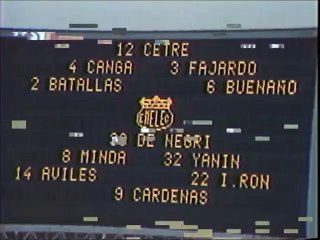 12 CETRE
4 CANGA 3 FAJARDO
2 BATALLAS 6 BUENAÑO
EMELEC
DE NEGRI
8 MINDA 32 YANIN
14 AVILES 22 I.RON
9 CARDENAS